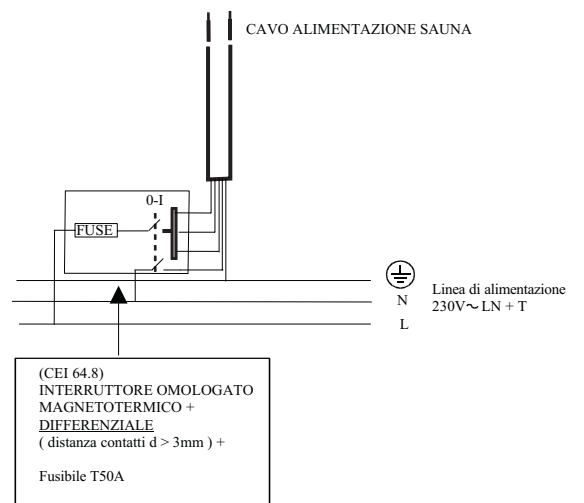 CAVO ALIMENTAZIONE SAUNA
0-I
FUSE
Linea di alimentazione
N
230V~ LN + T
L
(CEI 64.8)
INTERRUTTORE OMOLOGATO
MAGNETOTERMICO +
DIFFERENZIALE
( distanza contatti d > 3mm ) +
Fusibile T50A